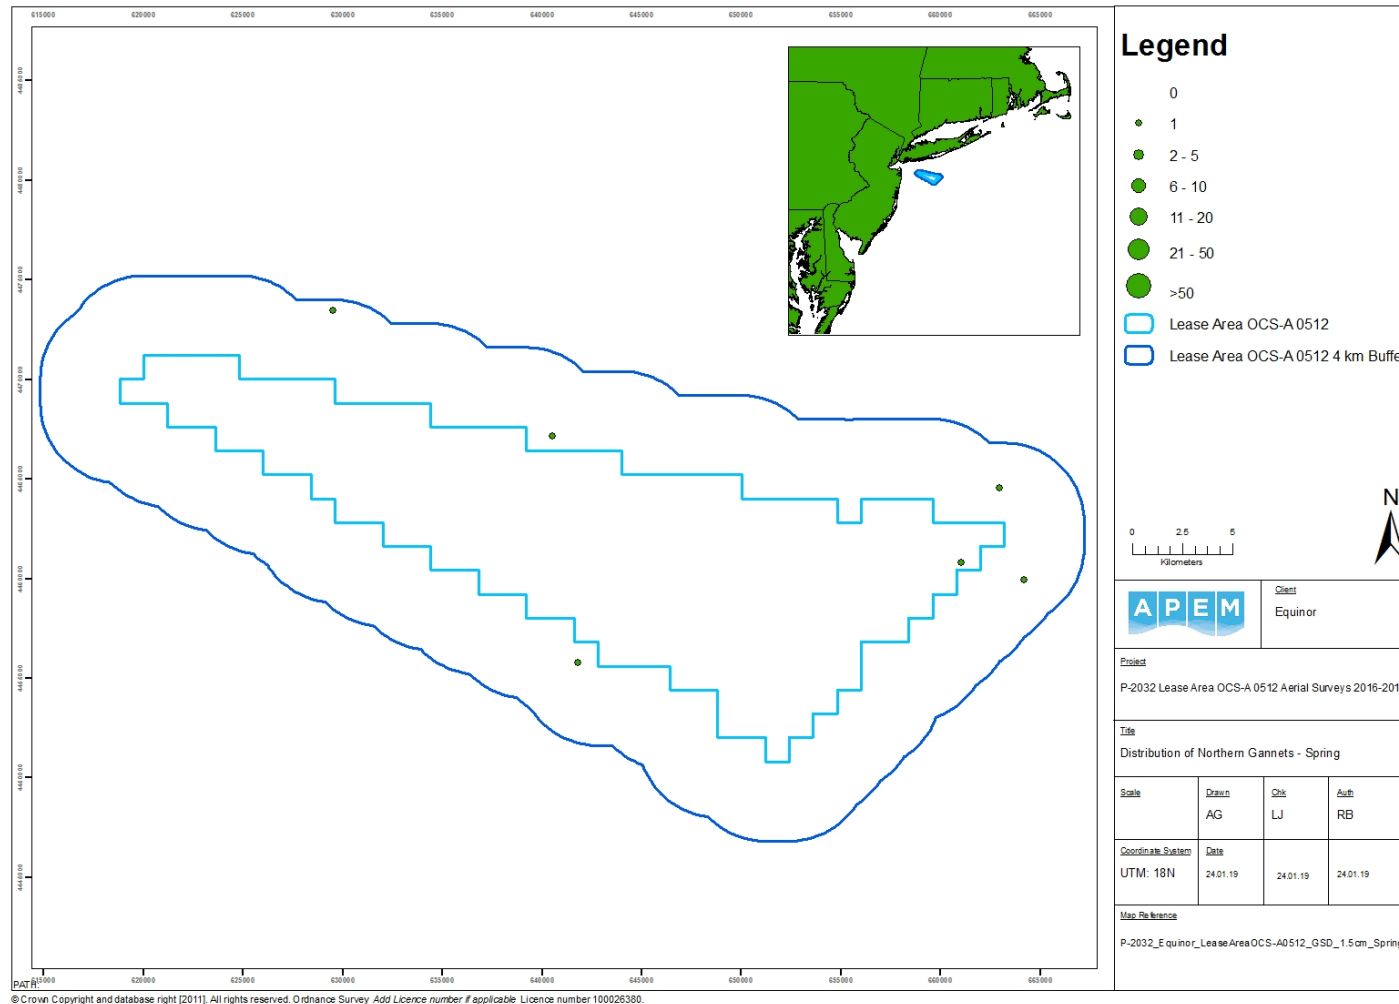 615000 620000 625000 630000 635000 640000 645000 650000 655000 660000 665000
Legend
0
1
2 - 5
6 - 10
11 - 20
21 - 50
>50
Lease Area OCS-A 0512
Lease Area OCS-A 0512 4 km Buffe
N
0 2.5 5
Kilometers
APEM
Client
Equinor
Project
P-2032 Lease Area OCS-A 0512 Aerial Surveys 2016-201
Title
Distribution of Northern Gannets - Spring
Scale
Drawn
Chk
Auth
AG
LJ
RB
Coordinate System
Date
UTM: 18N
24.01.19
24.01.19
24.01.19
Map Reference
P-2032_Equinor_LeaseAreaOCS-A0512_GSD_1.5cm_Spring
615000 620000 625000 630000 635000 640000 645000 650000 655000 660000 665000
PATH:
© Crown Copyright and database right [2011]. All rights reserved. Ordnance Survey Add Licence number if applicable Licence number 100026380.